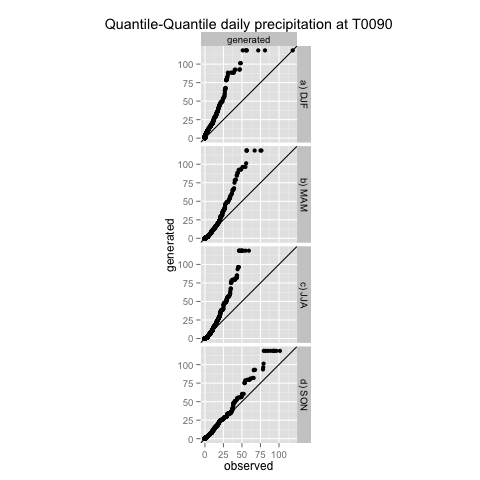 Quantile-Quantile daily precipitation at T0090
generated
100
75
50
25
0
a) DJF
100
75
50
25
0
b) MAM
100
75
50
25
0
c) JJA
100
75
50
25
0
d) SON
generated
0 25 50 75 100
observed